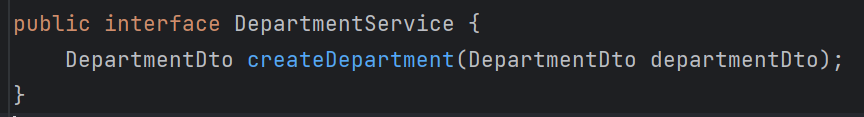 public interface DepartmentService {
    DepartmentDto createDepartment(DepartmentDto departmentDto);
}